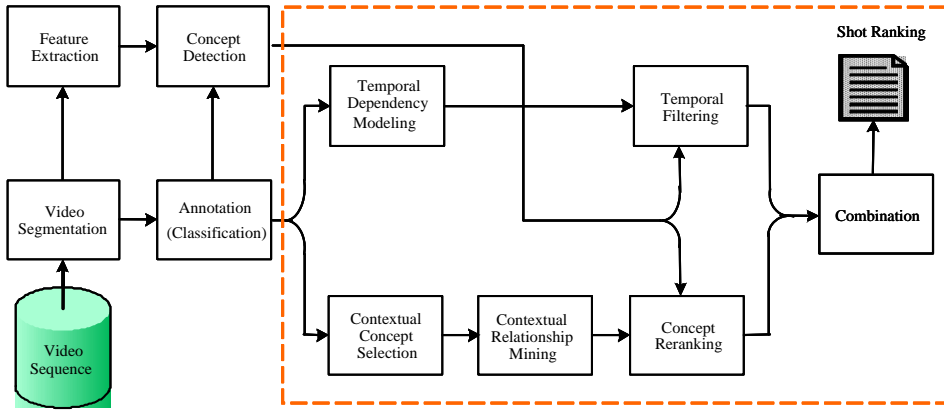 Feature
Extraction
Concept
Detection
Shot Ranking
Temporal
Dependency
Modeling
Temporal
Filtering
Video
Segmentation
Annotation
(Classification)
Combination
Video
Sequence
Contextual
Concept
Selection
Contextual
Relationship
Mining
Concept
Reranking